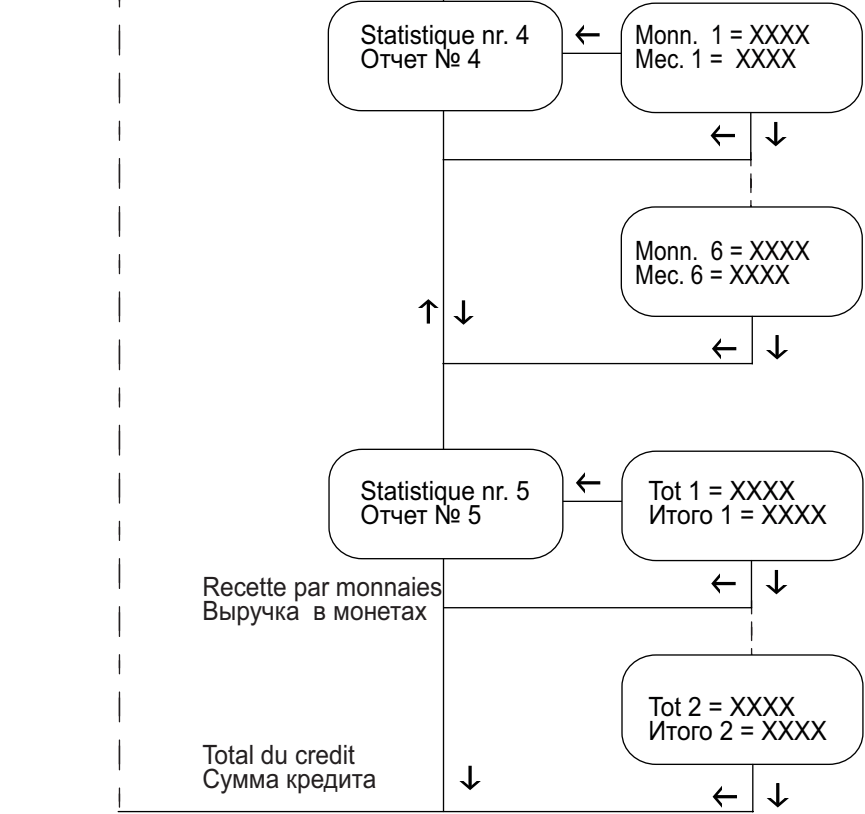 Statistique nr. 4
Отчет № 4
Monn. 1 = XXXX
Мес. 1 = XXXX
Monn. 6 = XXXX
Мес. 6 = XXXX
Statistique nr. 5
Отчет № 5
Tot 1 = XXXX
Итого 1 = XXXX
Recette par monnaies
Выручка в монетах
Tot 2 = XXXX
Итого 2 = XXXX
Total du credit
Сумма кредита